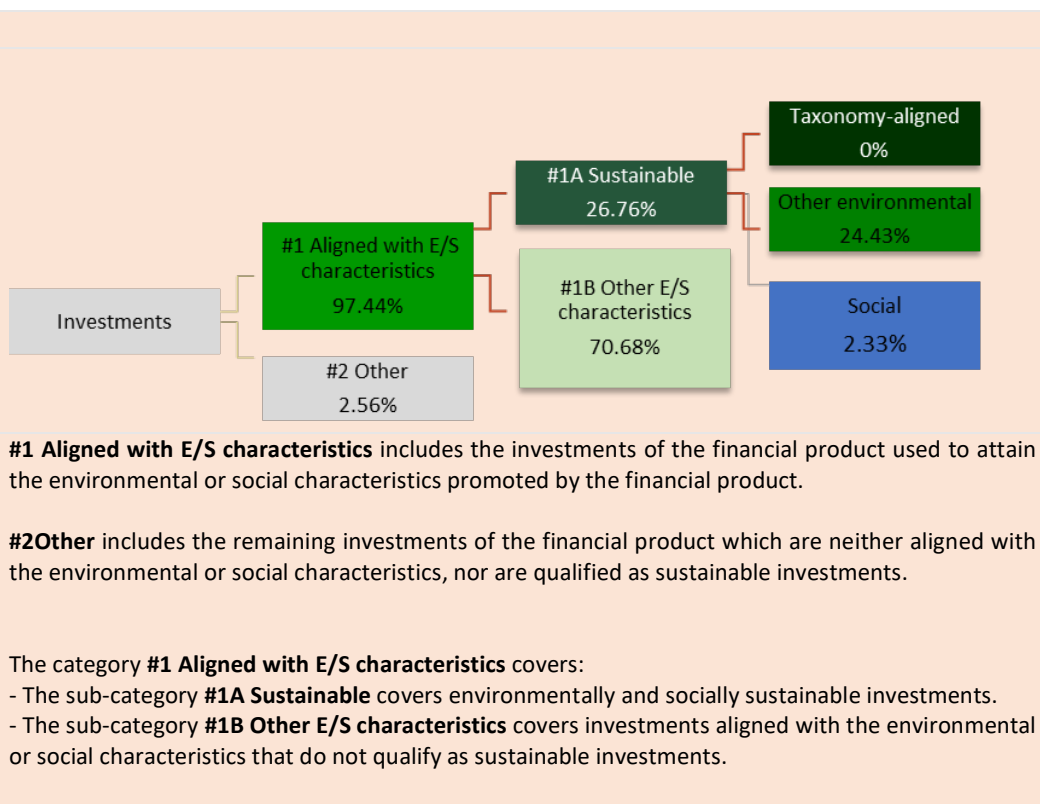 Taxonomy-aligned
0%
#1A Sustainable
26.76%
Other environmental
24.43%
#1 Aligned with E/S
characteristics
97.44%
#1B Other E/S
characteristics
70.68%
Investments
Social
2.33%
#2 Other
2.56%
#1 Aligned with E/S characteristics includes the investments of the financial product used to attain
the environmental or social characteristics promoted by the financial product.
#2Other includes the remaining investments of the financial product which are neither aligned with
the environmental or social characteristics, nor are qualified as sustainable investments.
The category #1 Aligned with E/S characteristics covers:
- The sub-category #1A Sustainable covers environmentally and socially sustainable investments.
- The sub-category #1B Other E/S characteristics covers investments aligned with the environmental
or social characteristics that do not qualify as sustainable investments.